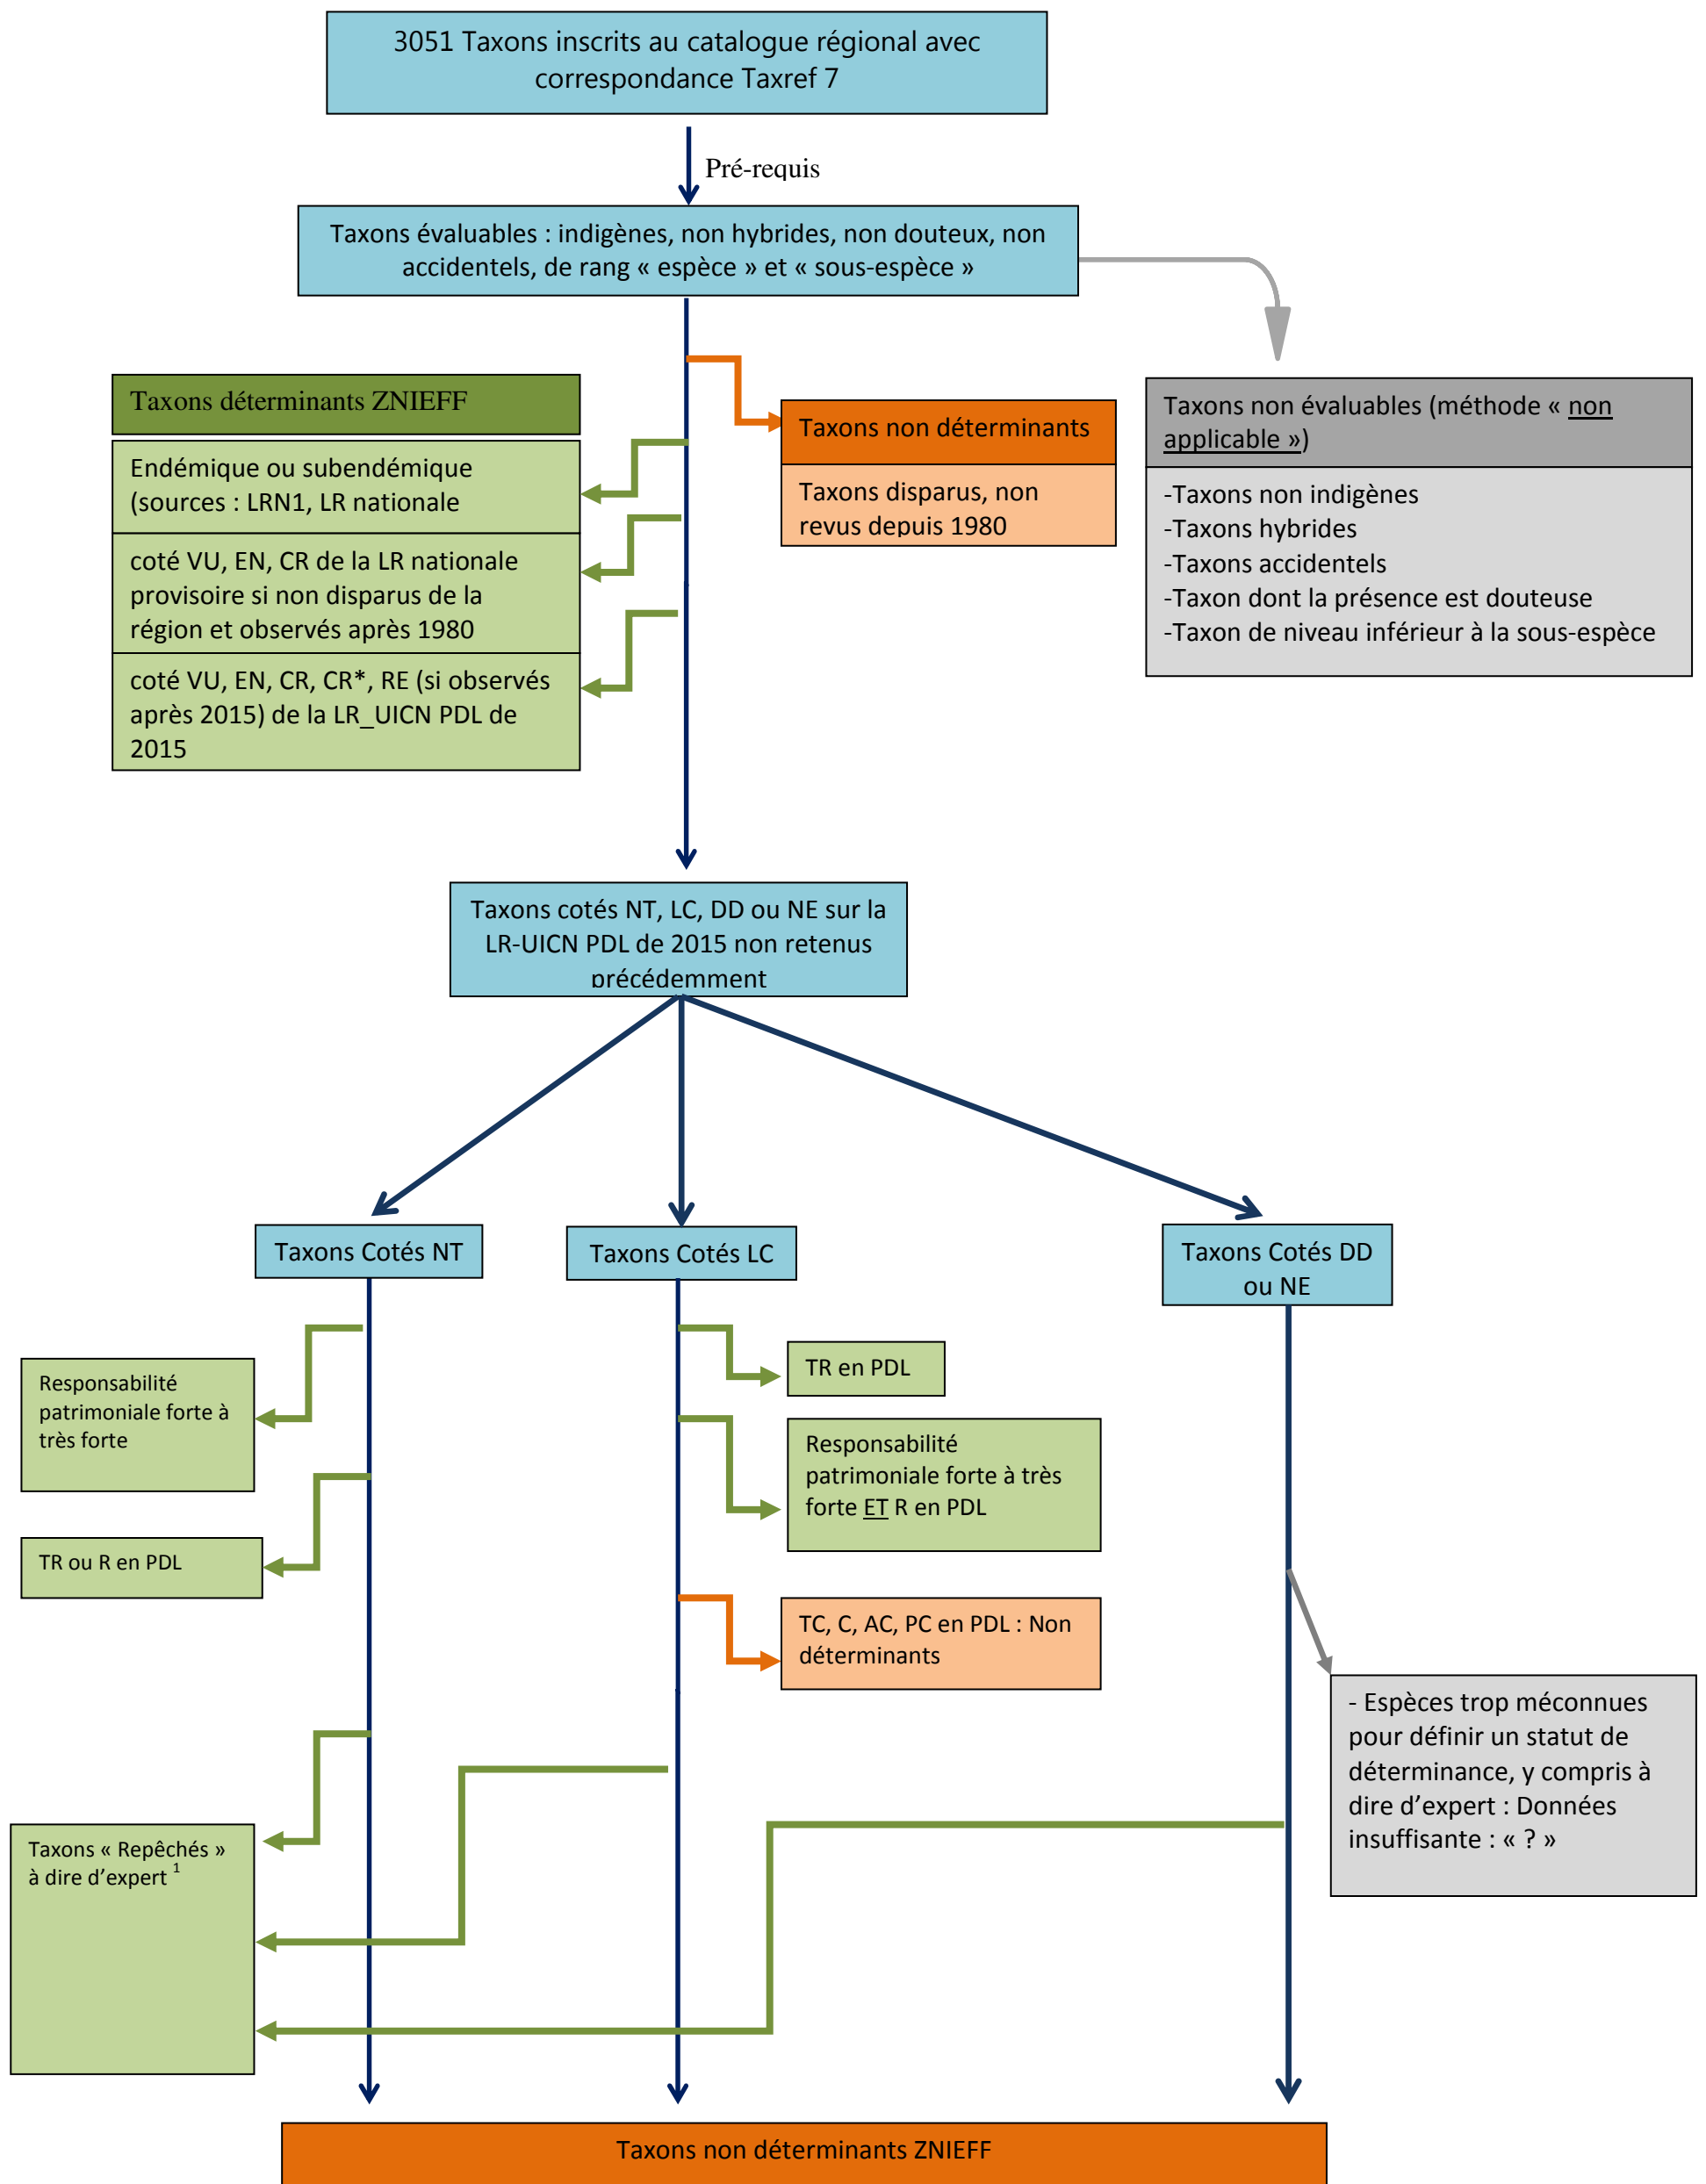 3051 Taxons inscrits au catalogue régional avec
correspondance Taxref 7
Pré-requis
Taxons évaluables : indigènes, non hybrides, non douteux, non
accidentels, de rang « espèce » et « sous-espèce »
Taxons déterminants ZNIEFF
Endémique ou subendémique
(sources : LRN1, LR nationale
coté VU, EN, CR de la LR nationale
provisoire si non disparus de la
région et observés après 1980
coté VU, EN, CR, CR*, RE (si observés
après 2015) de la LR_UICN PDL de
2015
Taxons non déterminants
Taxons disparus, non
revus depuis 1980
Taxons non évaluables (méthode « non
applicable »)
-Taxons non indigènes
-Taxons hybrides
-Taxons accidentels
-Taxon dont la présence est douteuse
-Taxon de niveau inférieur à la sous-espèce
Taxons cotés NT, LC, DD ou NE sur la
LR-UICN PDL de 2015 non retenus
précédemment
Taxons Cotés NT
Taxons Cotés LC
Taxons Cotés DD
ou NE
Responsabilité
patrimoniale forte à
très forte
TR ou R en PDL
TR en PDL
Responsabilité
patrimoniale forte à très
forte ET R en PDL
TC, C, AC, PC en PDL : Non
déterminants
- Espèces trop méconnues
pour définir un statut de
déterminance, y compris à
dire d’expert : Données
insuffisante : « ? »
Taxons « Repêchés »
à dire d’expert 1
Taxons non déterminants ZNIEFF